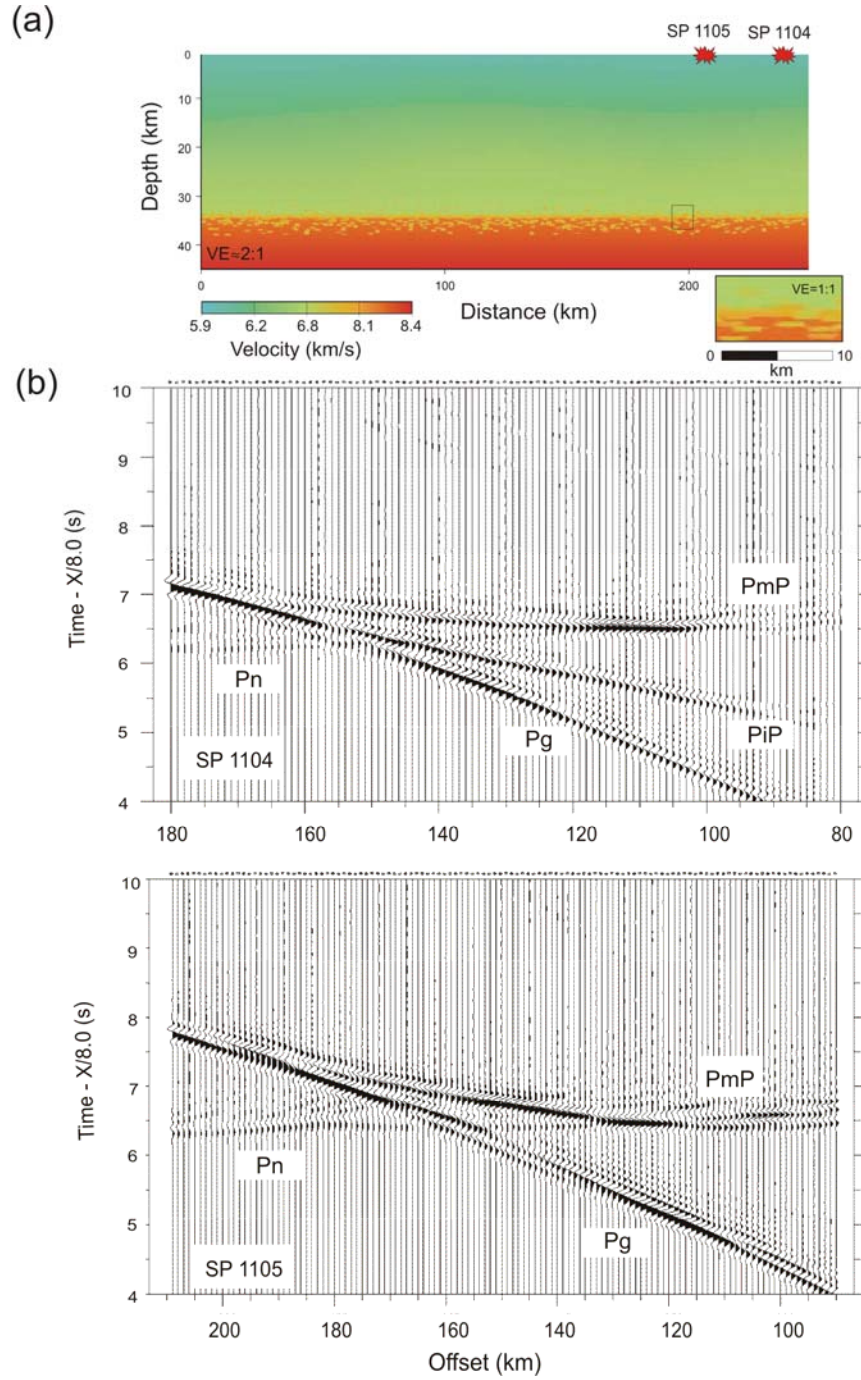 (a)
SP 1105 SP 1104
0
10
20
30
40
Depth (km)
VE≈2:1
0 100 200
Distance (km)
5.9 6.2 6.8 8.1 8.4
Velocity (km/s)
VE=1:1
0 10
km
(b)
10
9
8
7
6
5
4
Time - X/8.0 (s)
PmP
Pn
Pg
PiP
SP 1104
180 160 140 120 100 80
10
9
8
7
6
5
4
Time - X/8.0 (s)
PmP
Pn
Pg
SP 1105
200 180 160 140 120 100
Offset (km)